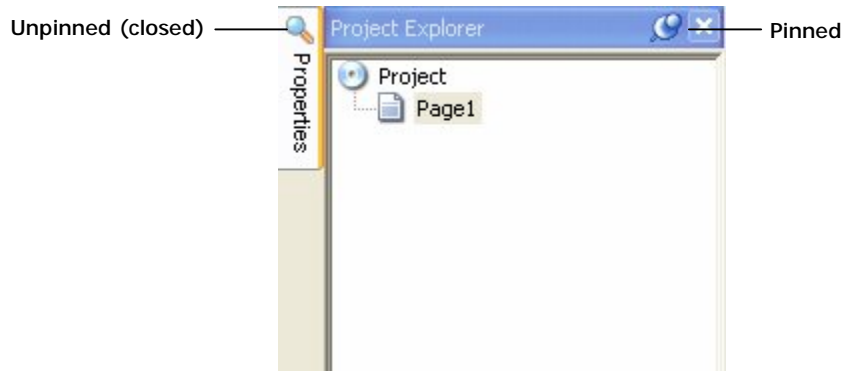 Unpinned (closed)
Project Explorer
Pinned
Properties
Project
Page1